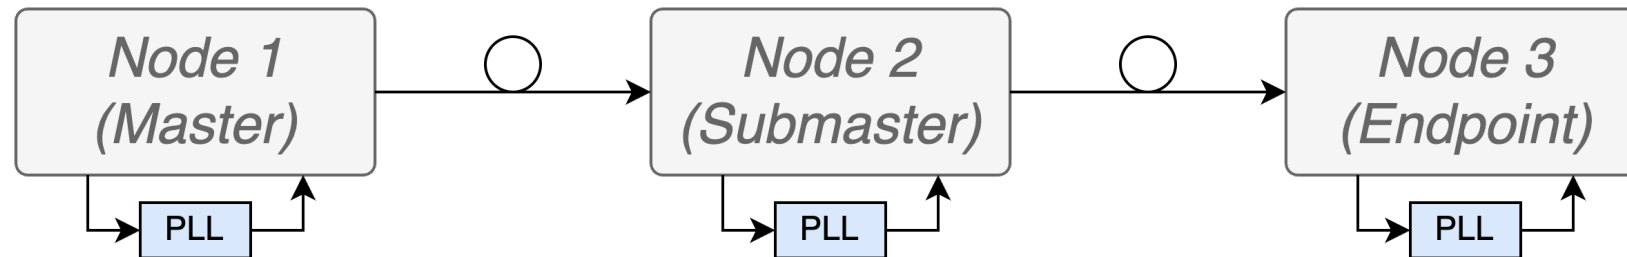 Node 1
(Master)
Node 2
(Submaster)
Node 3
(Endpoint)
PLL
PLL
PLL